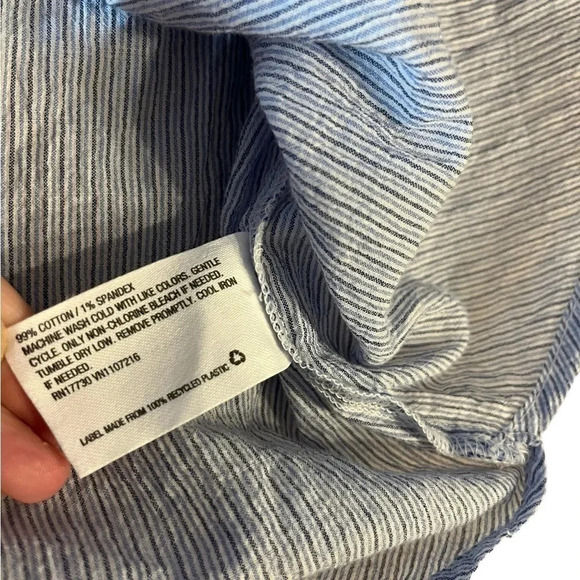 99% COTTON / 1% SPANDEX
MACHINE WASH COLD WITH LIKE COLORS. GENTLE
CYCLE. ONLY NON-CHLORINE BLEACH IF NEEDED.
TUMBLE DRY LOW. REMOVE PROMPTLY. COOL IRON
IF NEEDED.
RN17730 VN1107216
LABEL MADE FROM 100% RECYCLED PLASTIC